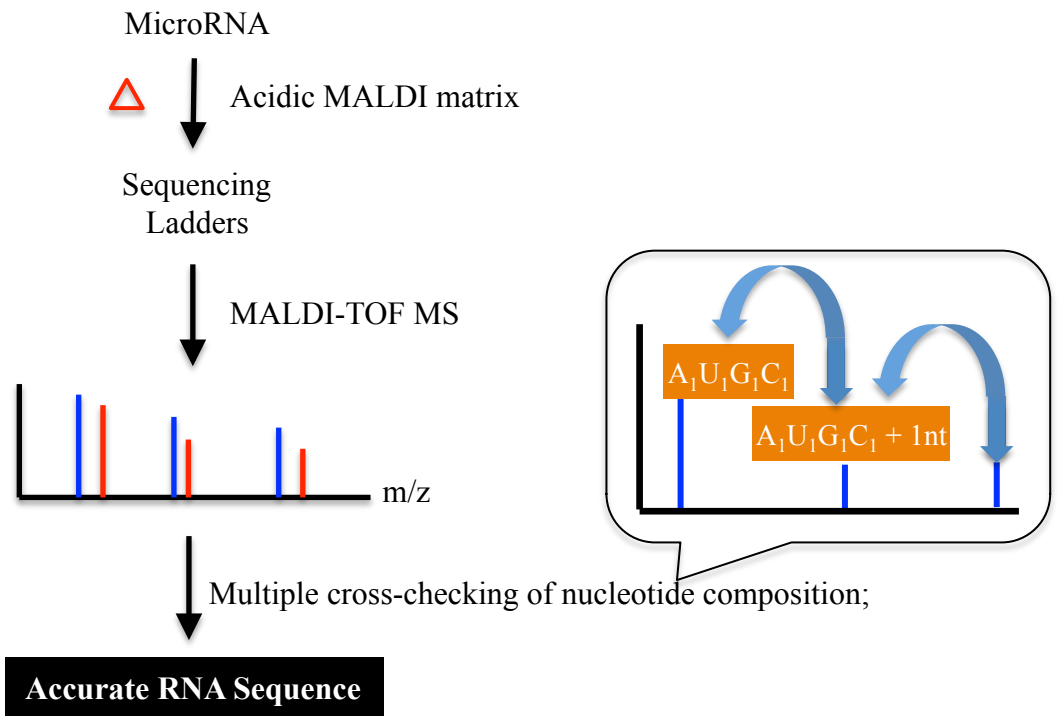 MicroRNA
Acidic MALDI matrix
Sequencing
Ladders
MALDI-TOF MS
A₁U₁G₁C₁
A₁U₁G₁C₁ + 1nt
m/z
Multiple cross-checking of nucleotide composition;
Accurate RNA Sequence